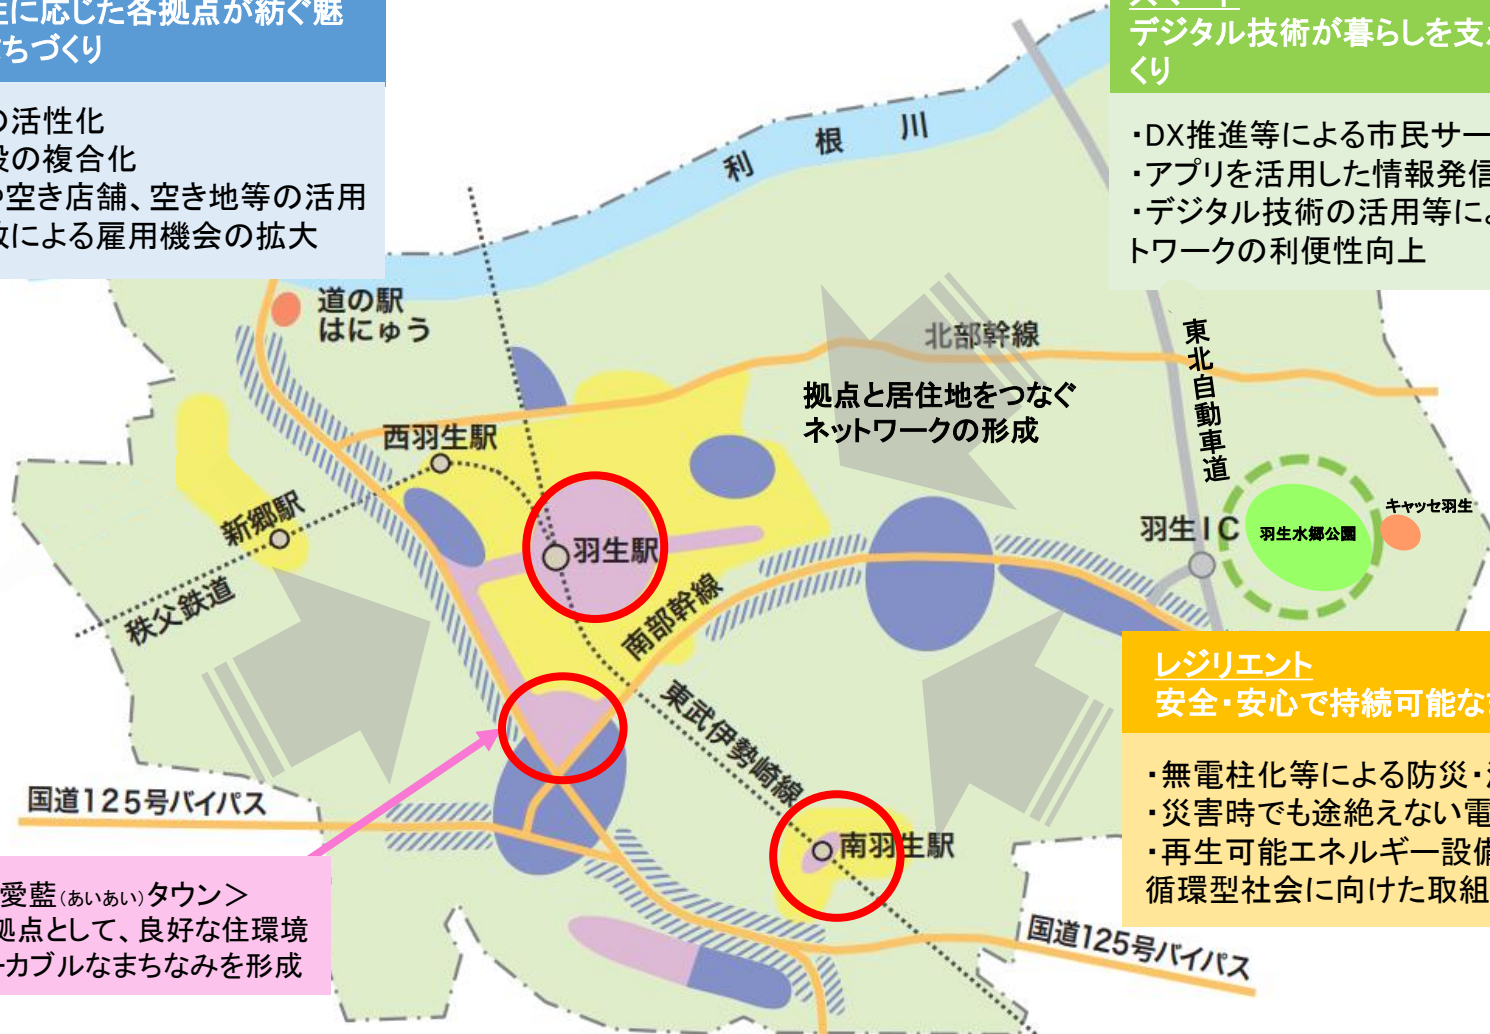 生に応じた各拠点が紡ぐ魅
まちづくり
の活性化
設の複合化
や空き店舗、空き地等の活用
致による雇用機会の拡大
スマート
デジタル技術が暮らしを支え
くり
・DX推進等による市民サー
・アプリを活用した情報発信
・デジタル技術の活用等によ
トワークの利便性向上
利根川
道の駅
はにゅう
北部幹線
東北自動車道
拠点と居住地をつなぐ
ネットワークの形成
西羽生駅
新郷駅
羽生駅
羽生IC
羽生水郷公園
キャッセ羽生
秩父鉄道
南部幹線
東武伊勢崎線
レジリエント
安全・安心で持続可能な
・無電柱化等による防災・
・災害時でも途絶えない電
・再生可能エネルギー設備
循環型社会に向けた取組
国道125号バイパス
南羽生駅
愛藍(あいあい)タウン＞
拠点として、良好な住環境
ーカブルなまちなみを形成
国道125号バイパス